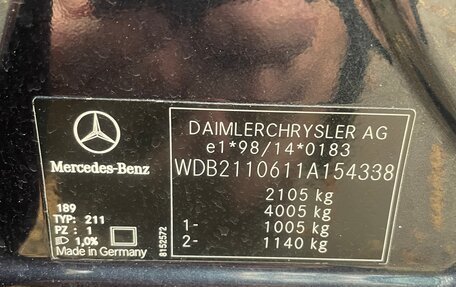 Mercedes-Benz
189
TYP: 211
PZ : 1
1,0%
Made in Germany
8152572
DAIMLERCHRYSLER AG
e1*98/14*0183
WDB2110611A154338
2105 kg
4005 kg
1- 1005 kg
2- 1140 kg